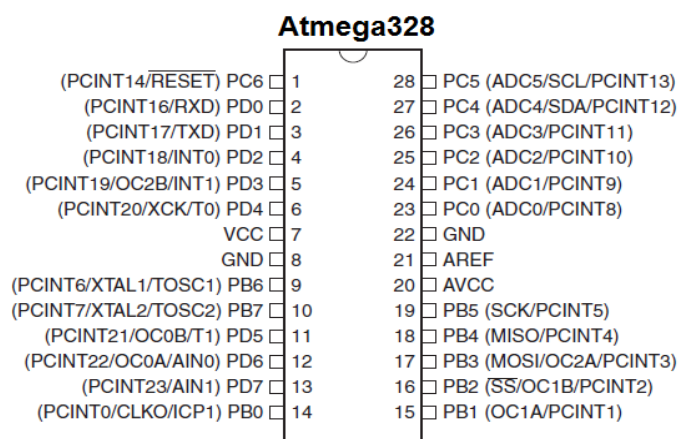 Atmega328
(PCINT14/RESET) PC6 1 28 PC5 (ADC5/SCL/PCINT13)
(PCINT16/RXD) PD0 2 27 PC4 (ADC4/SDA/PCINT12)
(PCINT17/TXD) PD1 3 26 PC3 (ADC3/PCINT11)
(PCINT18/INT0) PD2 4 25 PC2 (ADC2/PCINT10)
(PCINT19/OC2B/INT1) PD3 5 24 PC1 (ADC1/PCINT9)
(PCINT20/XCK/T0) PD4 6 23 PC0 (ADC0/PCINT8)
VCC 7 22 GND
GND 8 21 AREF
(PCINT6/XTAL1/TOSC1) PB6 9 20 AVCC
(PCINT7/XTAL2/TOSC2) PB7 10 19 PB5 (SCK/PCINT5)
(PCINT21/OC0B/T1) PD5 11 18 PB4 (MISO/PCINT4)
(PCINT22/OC0A/AIN0) PD6 12 17 PB3 (MOSI/OC2A/PCINT3)
(PCINT23/AIN1) PD7 13 16 PB2 (SS/OC1B/PCINT2)
(PCINT0/CLKO/ICP1) PB0 14 15 PB1 (OC1A/PCINT1)